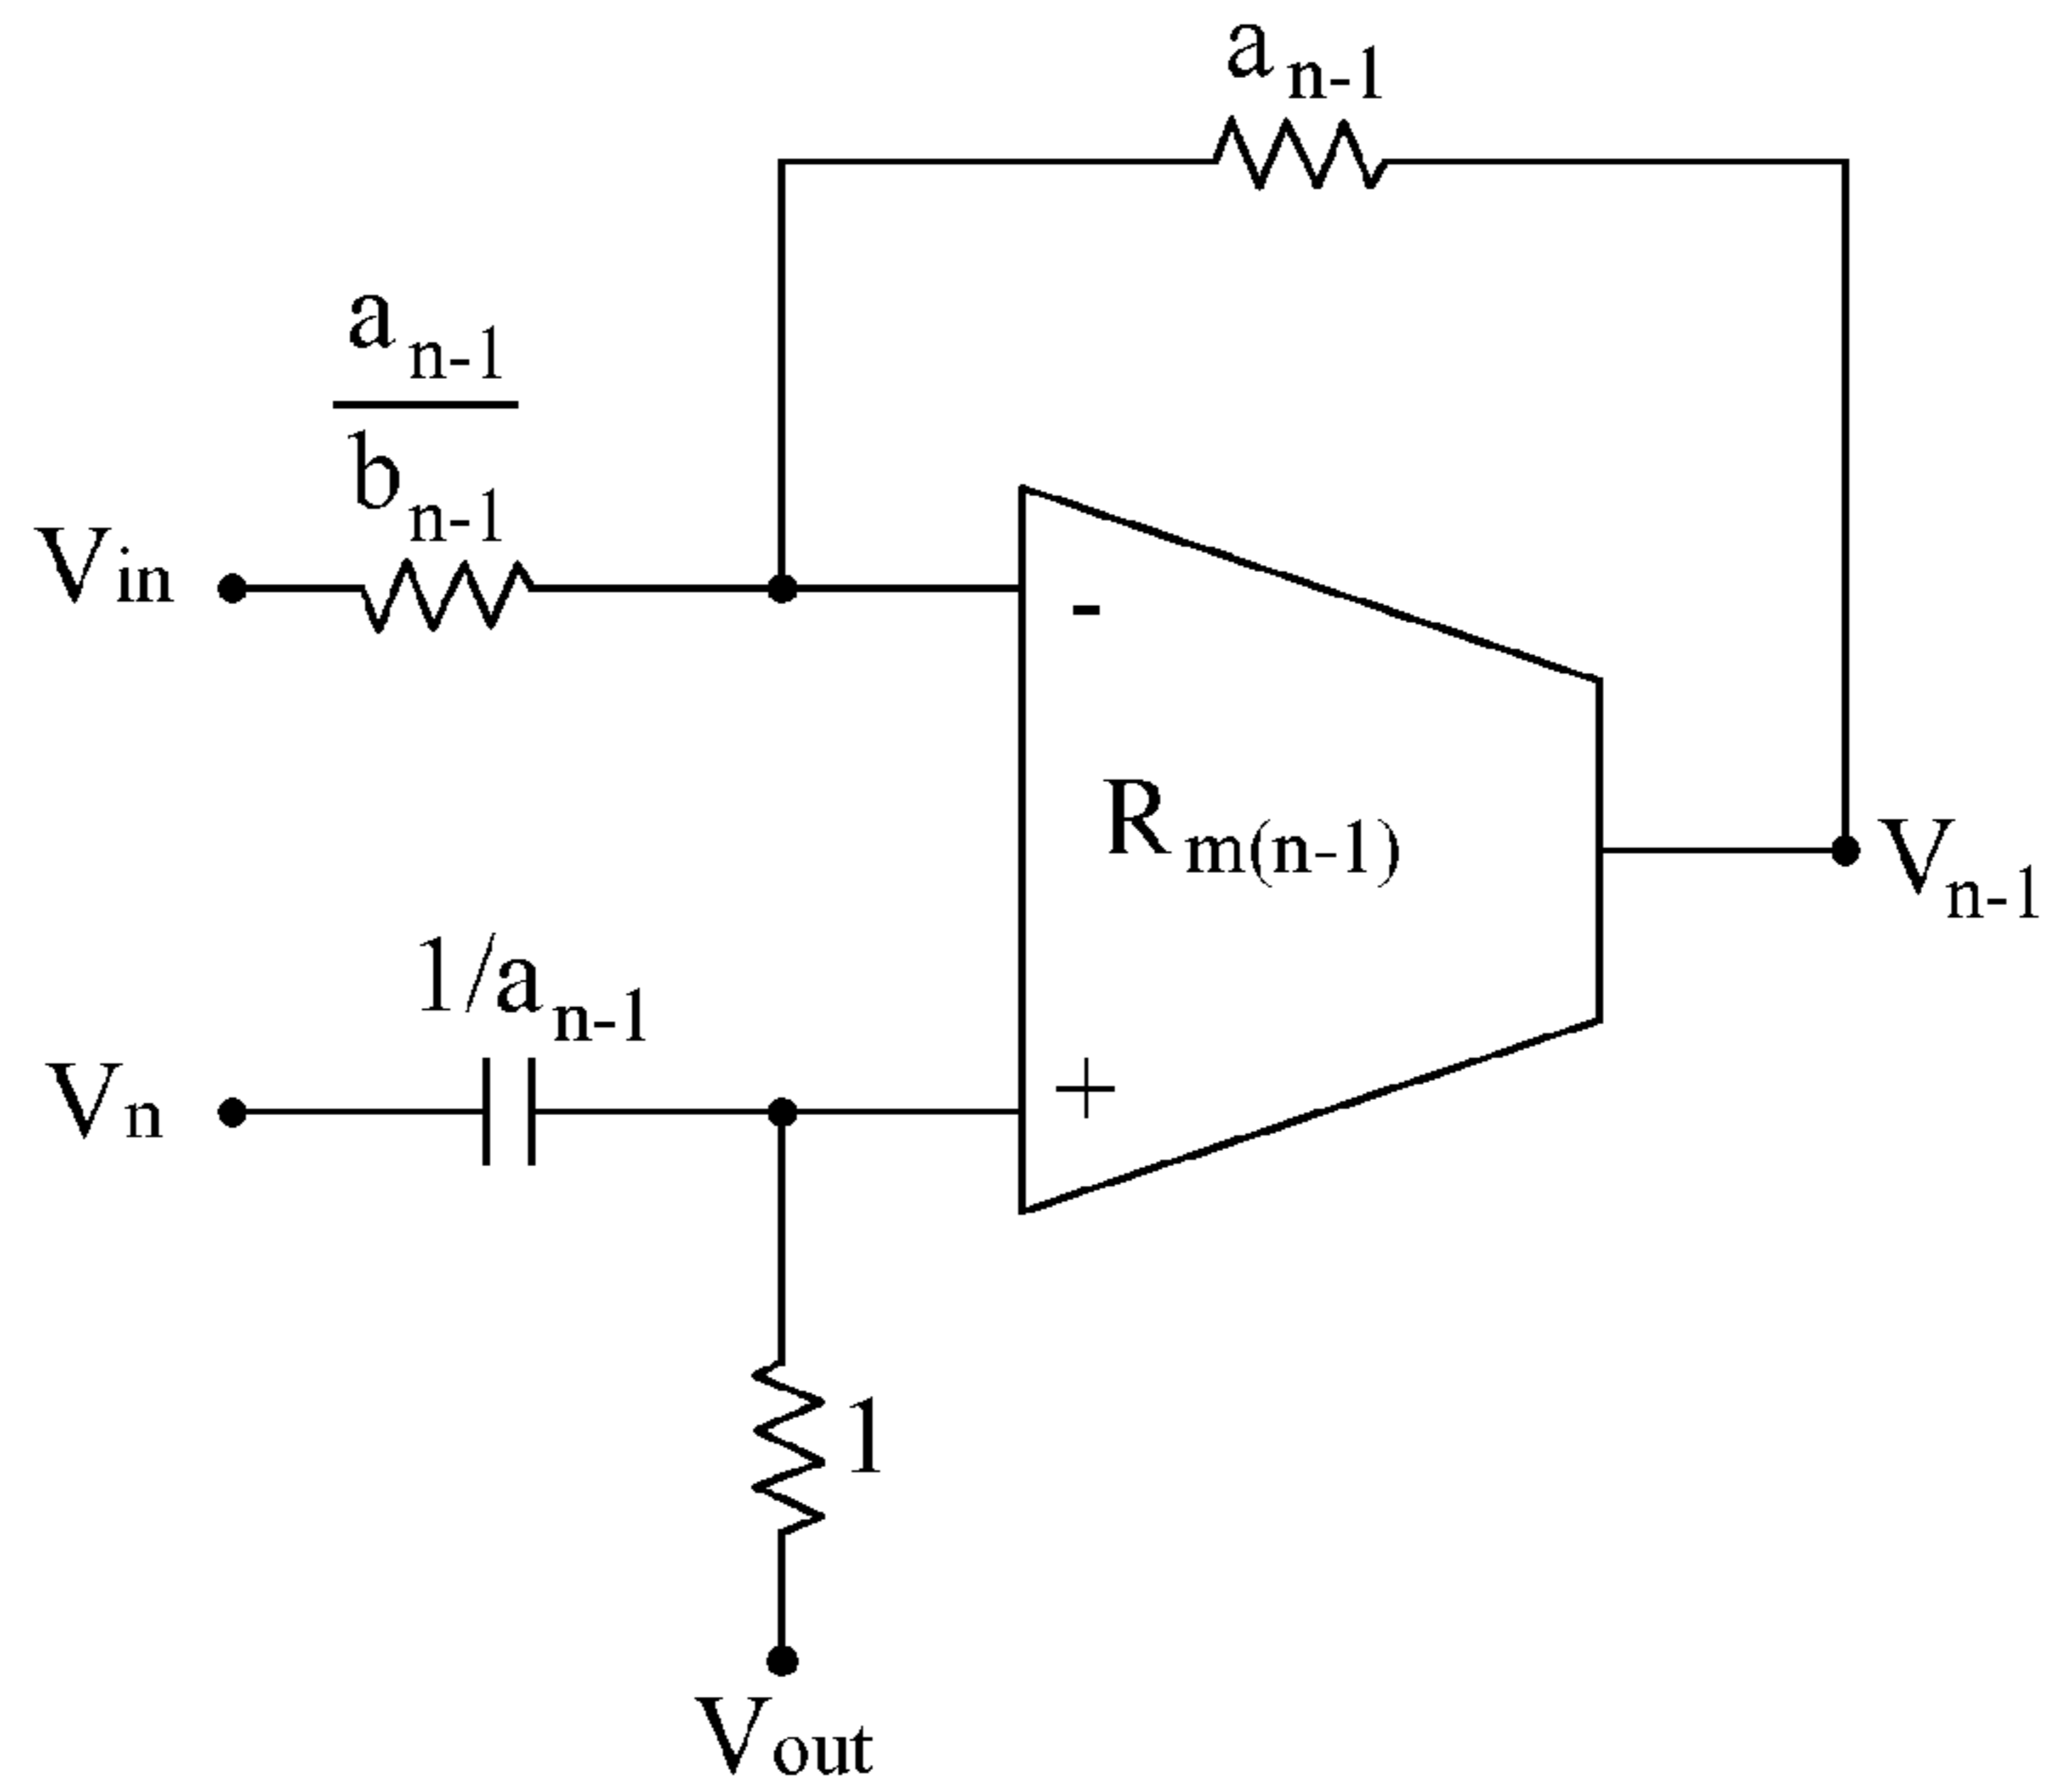 a n-1
a n-1
b n-1
Vin
-
R m(n-1)
V n-1
1/a n-1
Vn
+
1
Vout